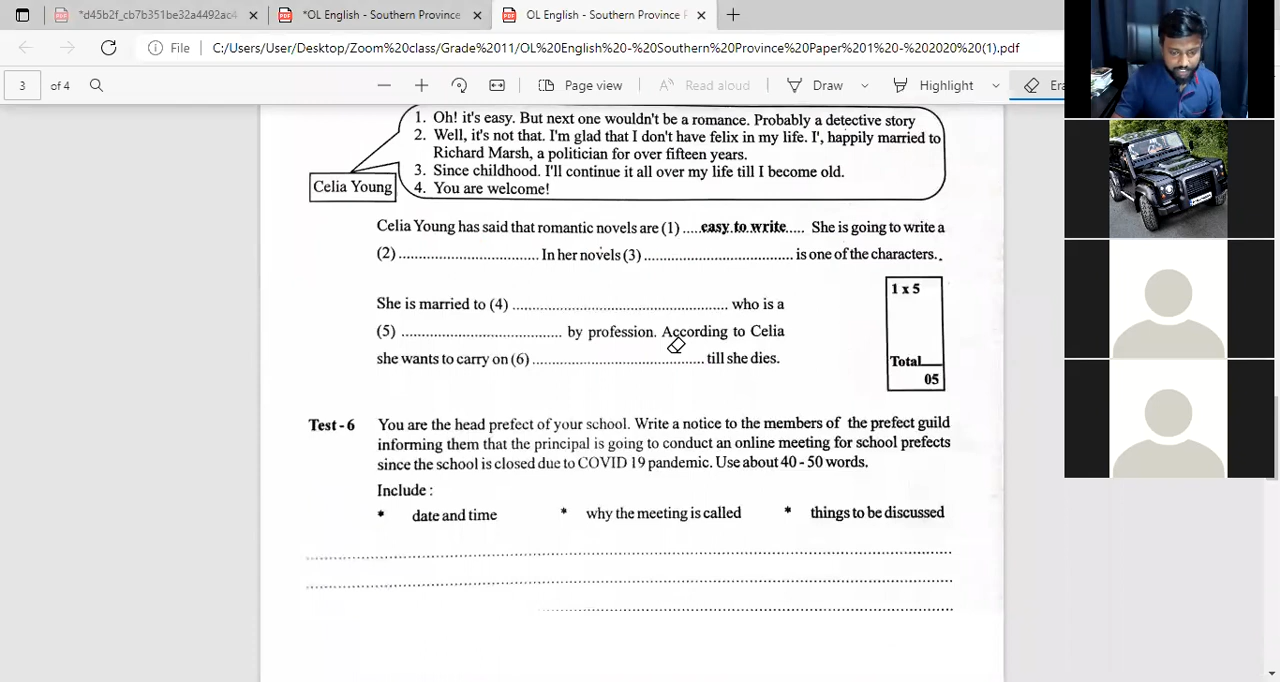 *d45b2f_cb7b351be32a4492ac4
*OL English - Southern Province
OL English - Southern Province P
File
C:/Users/User/Desktop/Zoom%20class/Grade%2011/OL%20English%20-%20Southern%20Province%20Paper%201%20-%202020%20(1).pdf
3 of 4
Page view
Read aloud
Draw
Highlight
Era
1. Oh! it's easy. But next one wouldn't be a romance. Probably a detective story
2. Well, it's not that. I'm glad that I don't have felix in my life. I', happily married to
Richard Marsh, a politician for over fifteen years.
3. Since childhood. I'll continue it all over my life till I become old.
4. You are welcome!
Celia Young
Celia Young has said that romantic novels are (1) .....easy to write..... She is going to write a
(2) ........................................ In her novels (3) .......................................... is one of the characters..
She is married to (4) ............................................................. who is a
(5) ............................................. by profession. According to Celia
she wants to carry on (6) ................................................ till she dies.
1 x 5
Total
05
Test - 6 You are the head prefect of your school. Write a notice to the members of the prefect guild
informing them that the principal is going to conduct an online meeting for school prefects
since the school is closed due to COVID 19 pandemic. Use about 40 - 50 words.
Include :
* date and time * why the meeting is called * things to be discussed